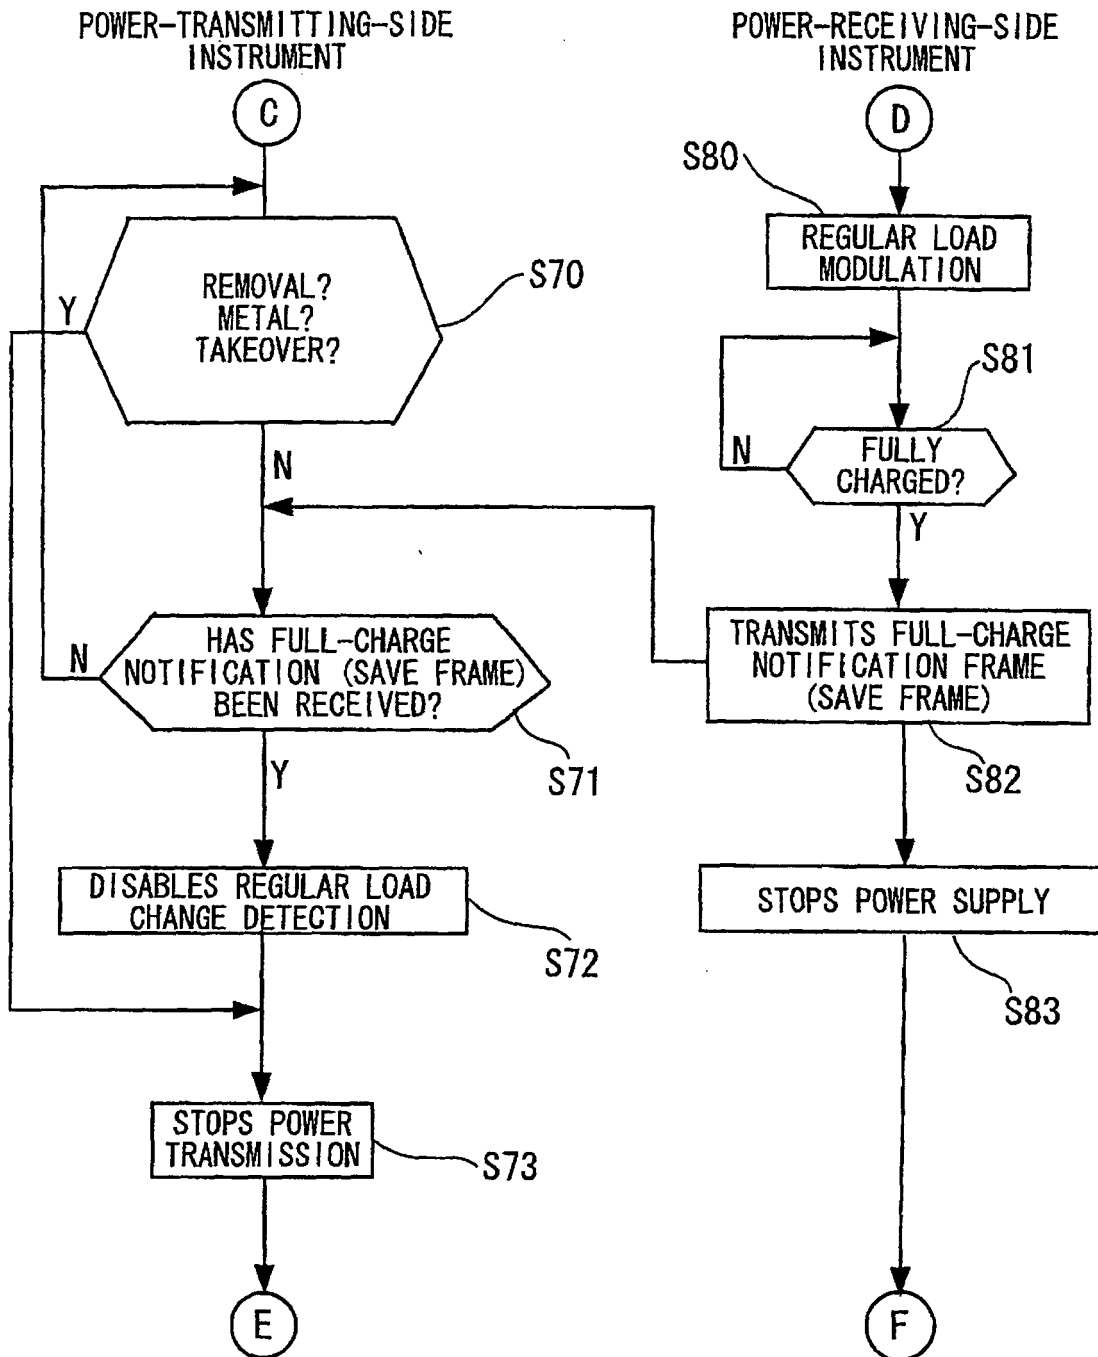 POWER-TRANSMITTING-SIDE
INSTRUMENT
C
REMOVAL?
METAL?
TAKEOVER?
S70
Y
N
HAS FULL-CHARGE
NOTIFICATION (SAVE FRAME)
BEEN RECEIVED?
S71
N
Y
DISABLES REGULAR LOAD
CHANGE DETECTION
S72
STOPS POWER
TRANSMISSION
S73
E
POWER-RECEIVING-SIDE
INSTRUMENT
D
S80
REGULAR LOAD
MODULATION
S81
FULLY
CHARGED?
N
Y
TRANSMITS FULL-CHARGE
NOTIFICATION FRAME
(SAVE FRAME)
S82
STOPS POWER SUPPLY
S83
F